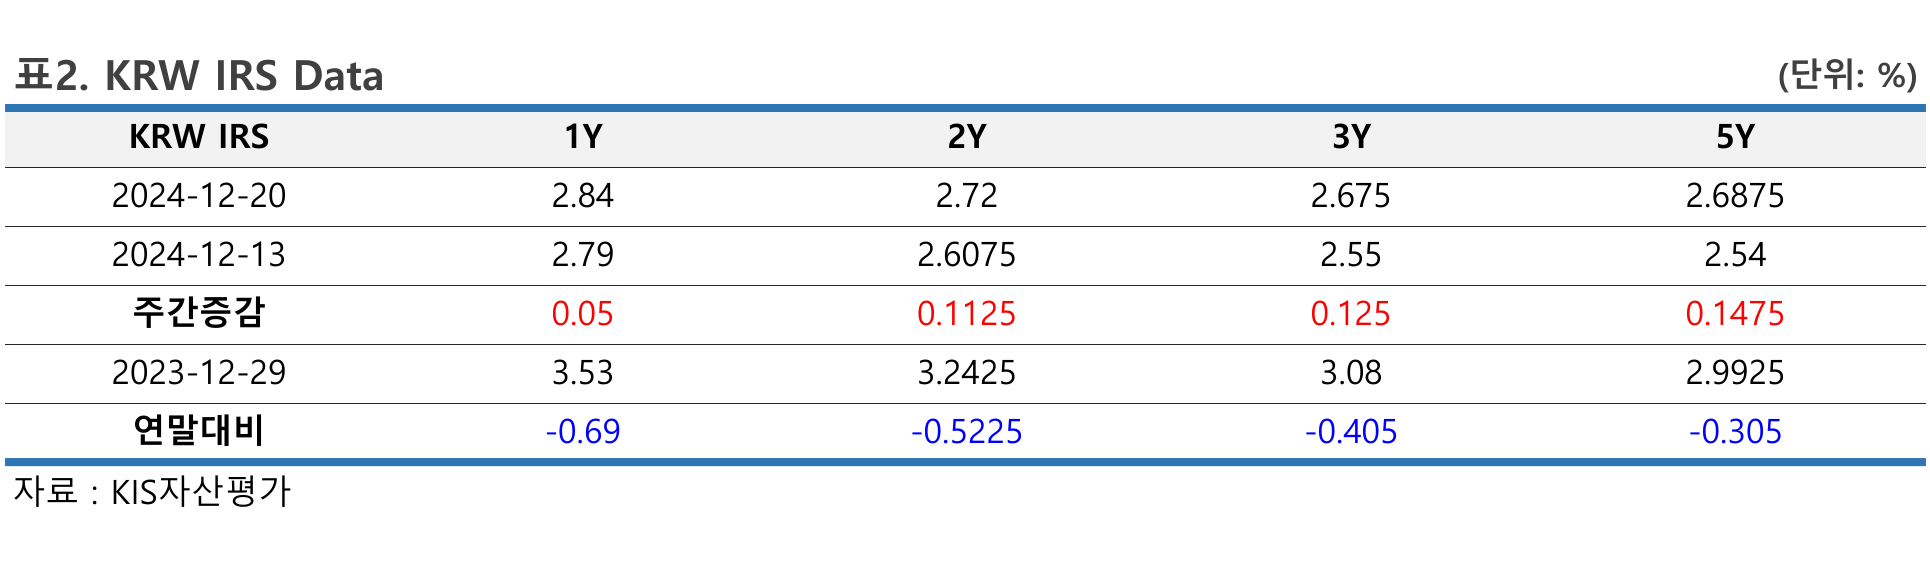 표2. KRW IRS Data (단위: %)
KRW IRS 1Y 2Y 3Y 5Y
2024-12-20 2.84 2.72 2.675 2.6875
2024-12-13 2.79 2.6075 2.55 2.54
주간증감 0.05 0.1125 0.125 0.1475
2023-12-29 3.53 3.2425 3.08 2.9925
연말대비 -0.69 -0.5225 -0.405 -0.305
자료 : KIS자산평가